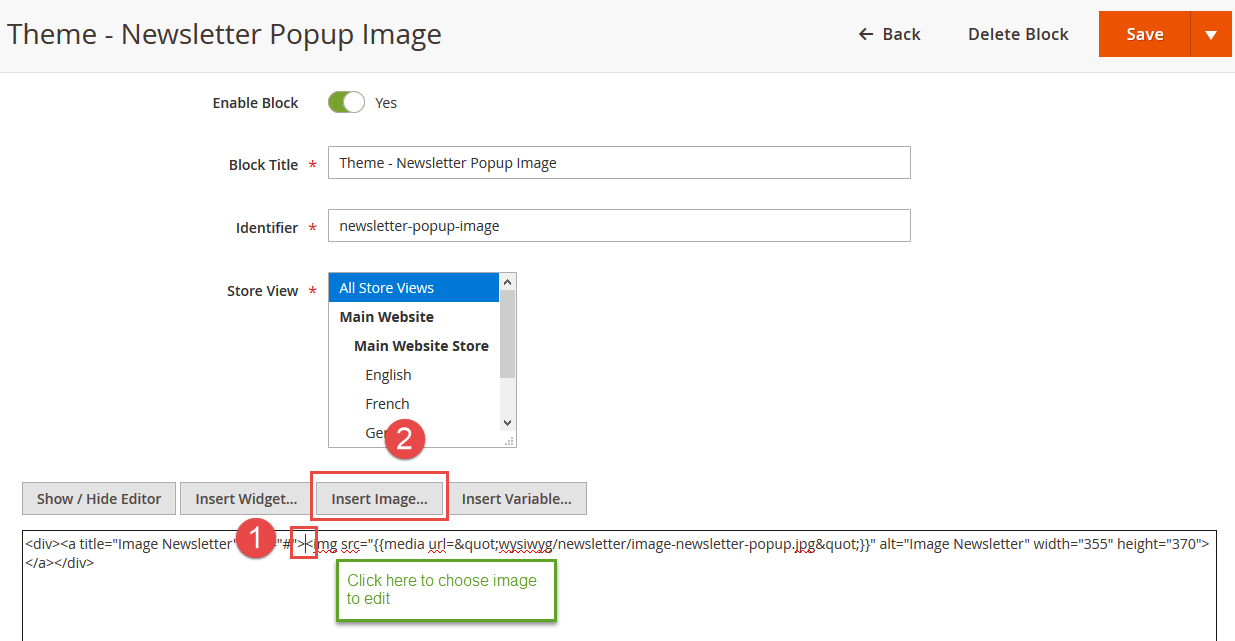 Theme - Newsletter Popup Image
← Back
Delete Block
Save
Enable Block
Yes
Block Title *
Theme - Newsletter Popup Image
Identifier *
newsletter-popup-image
Store View *
All Store Views
Main Website
Main Website Store
English
French
Ge
2
Show / Hide Editor
Insert Widget...
Insert Image...
Insert Variable...
1
<div><a title="Image Newsletter" ="#"><img src="{{media url=&quot;wysiwyg/newsletter/image-newsletter-popup.jpg&quot;}}" alt="Image Newsletter" width="355" height="370">
</a></div>
Click here to choose image
to edit